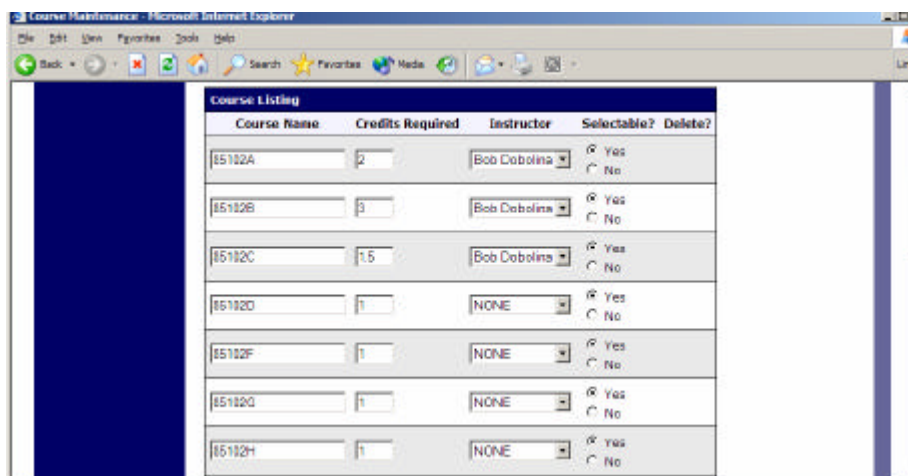 Course Maintenance - Microsoft Internet Explorer
File Edit View Favorites Tools Help
Back Search Favorites Media
Course Listing
Course Name Credits Required Instructor Selectable? Delete?
85102A 2 Bob Dobolina Yes
No
85102B 3 Bob Dobolina Yes
No
85102C 1.5 Bob Dobolina Yes
No
85102D 1 NONE Yes
No
85102F 1 NONE Yes
No
85102G 1 NONE Yes
No
85102H 1 NONE Yes
No